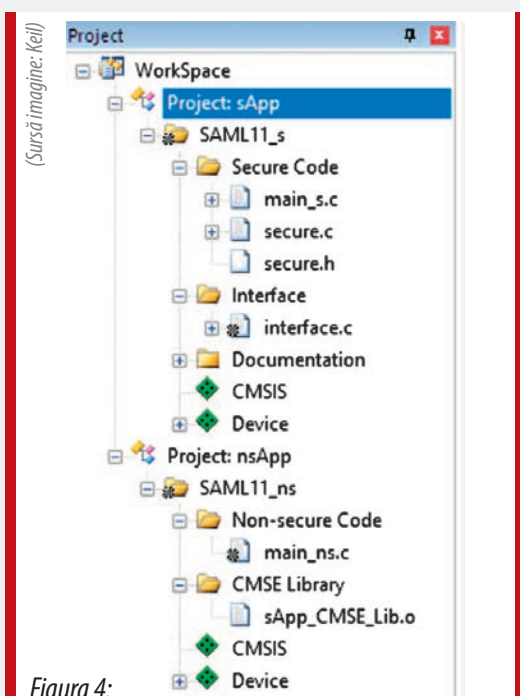 (Sursă imagine: Keil)
Project
WorkSpace
Project: sApp
SAML11_s
Secure Code
main_s.c
secure.c
secure.h
Interface
interface.c
Documentation
CMSIS
Device
Project: nsApp
SAML11_ns
Non-secure Code
main_ns.c
CMSE Library
sApp_CMSE_Lib.o
CMSIS
Device
Figura 4: